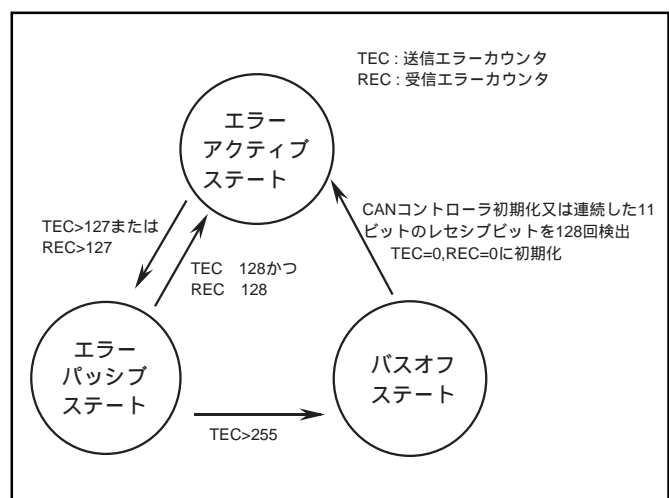 TEC : 送信エラーカウンタ
REC : 受信エラーカウンタ
エラー
アクティブ
ステート
TEC>127または
REC>127
TEC 128かつ
REC 128
CANコントローラ初期化又は連続した11
ビットのレセシブビットを128回検出
TEC=0,REC=0に初期化
エラー
パッシブ
ステート
バスオフ
ステート
TEC>255